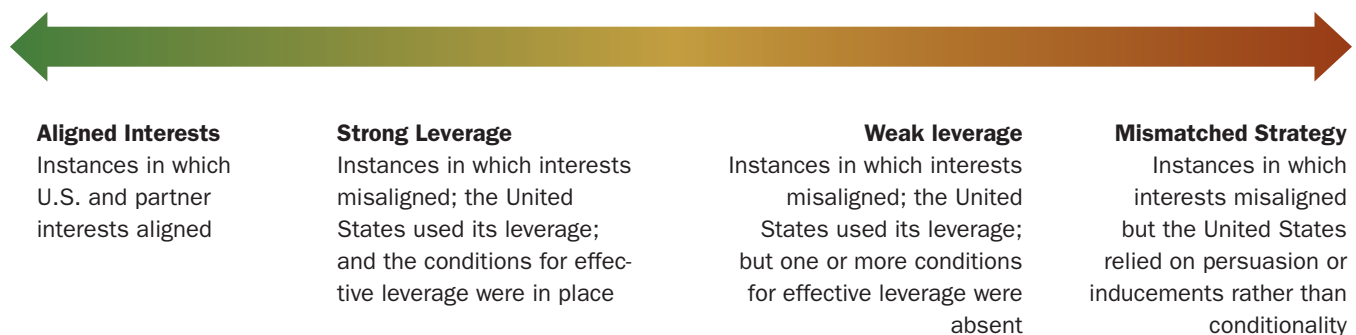 Aligned Interests
Instances in which
U.S. and partner
interests aligned
Strong Leverage
Instances in which interests
misaligned; the United
States used its leverage;
and the conditions for effec-
tive leverage were in place
Weak leverage
Instances in which interests
misaligned; the United
States used its leverage;
but one or more conditions
for effective leverage were
absent
Mismatched Strategy
Instances in which
interests misaligned
but the United States
relied on persuasion or
inducements rather than
conditionality